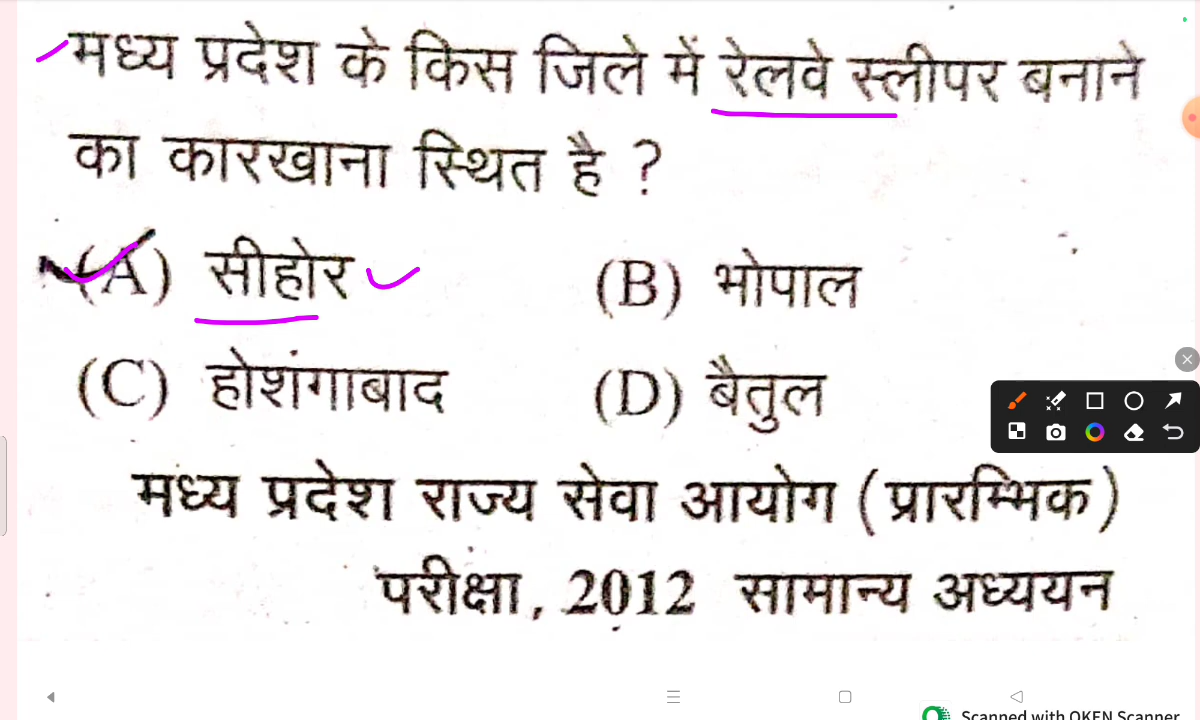 मध्य प्रदेश के किस जिले में रेलवे स्लीपर बनाने
का कारखाना स्थित है ?
(A) सीहोर (B) भोपाल
(C) होशंगाबाद (D) बैतुल
मध्य प्रदेश राज्य सेवा आयोग (प्रारम्भिक)
परीक्षा, 2012 सामान्य अध्ययन
Scanned with OKEN Scanner